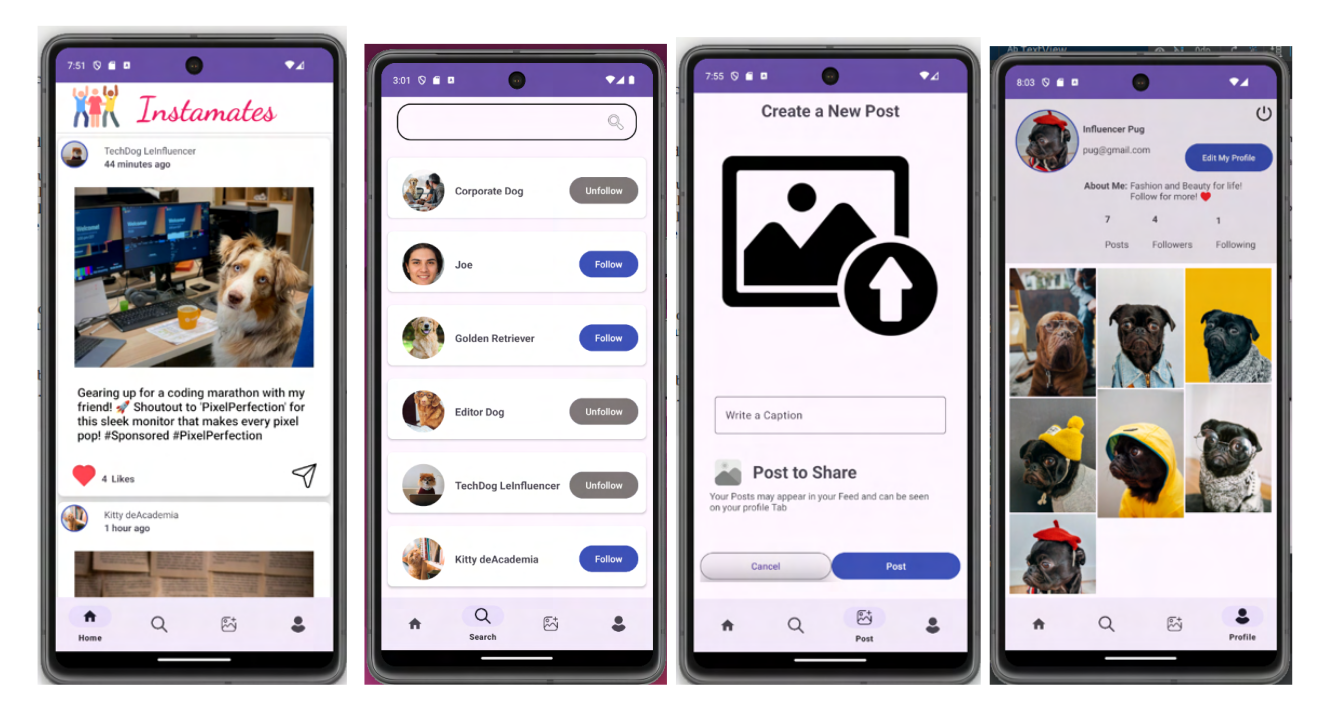 7:51
Instamates
TechDog LeInfluencer
44 minutes ago
Gearing up for a coding marathon with my
friend! 🚀 Shoutout to 'PixelPerfection' for
this sleek monitor that makes every pixel
pop! #Sponsored #PixelPerfection
4 Likes
Kitty deAcademia
1 hour ago
Home
3:01
Corporate Dog
Unfollow
Joe
Follow
Golden Retriever
Follow
Editor Dog
Unfollow
TechDog LeInfluencer
Unfollow
Kitty deAcademia
Follow
Search
7:55
Create a New Post
Write a Caption
Post to Share
Your Posts may appear in your Feed and can be seen
on your profile Tab
Cancel
Post
Post
TextView
8:03
Influencer Pug
pug@gmail.com
Edit My Profile
About Me: Fashion and Beauty for life!
Follow for more! ❤️
7 4 1
Posts Followers Following
Profile